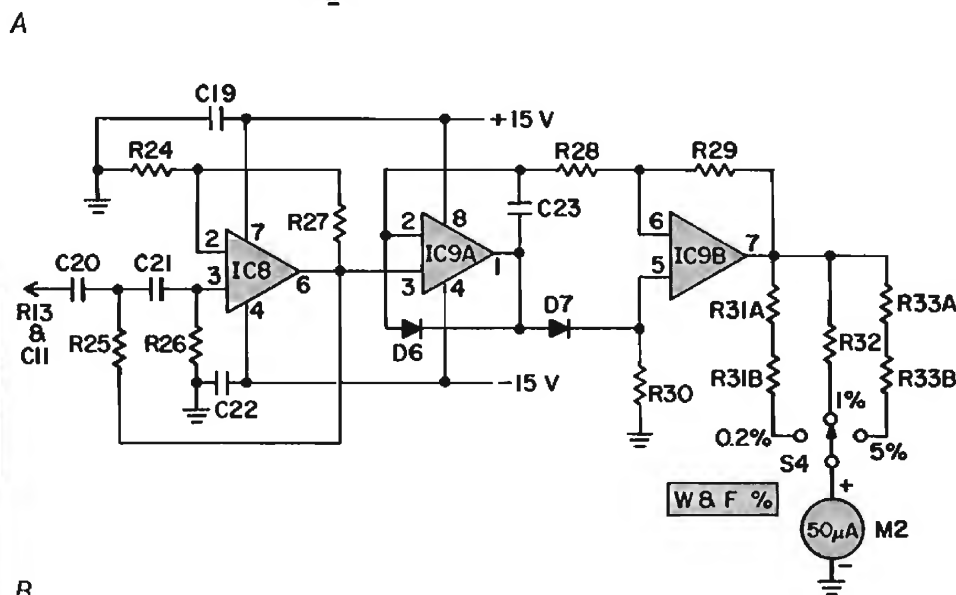 A
C19
+15 V
R24
R28
R29
R27
C23
2
7
2
8
6
C20
C21
IC8
IC9A
IC9B
7
3
6
3
1
5
R13
&
C11
4
4
D7
R31A
R33A
R25
R26
D6
R32
C22
-15 V
R30
R31B
R33B
1%
0.2%
5%
S4
W & F %
+
50μA
M2
-